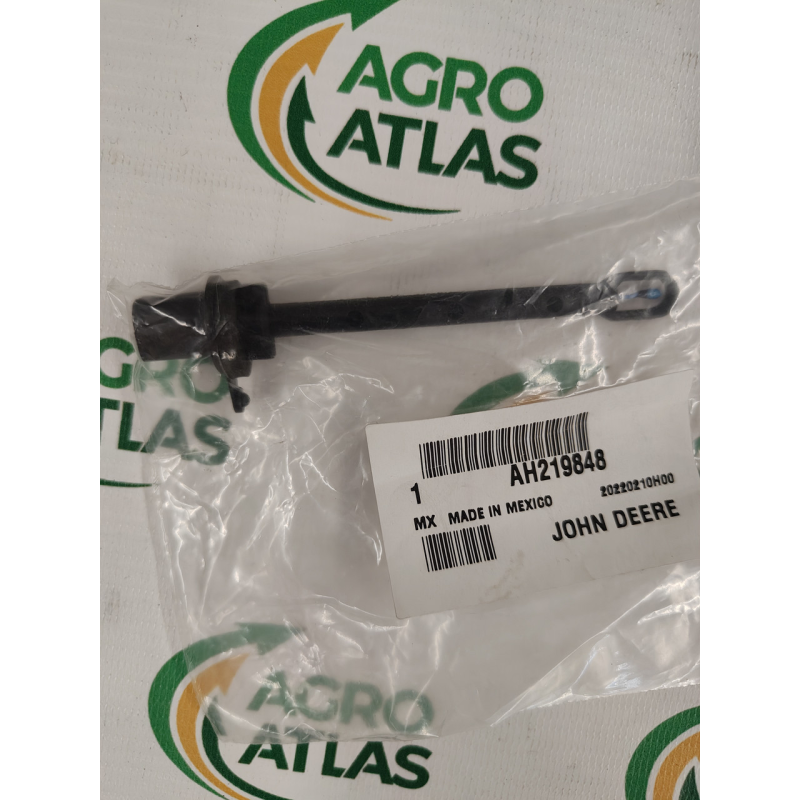 AGRO
ATLAS
GRO
TLAS
AH219848
1
20220210H00
MX MADE IN MEXICO
JOHN DEERE
AGRO
ATLAS